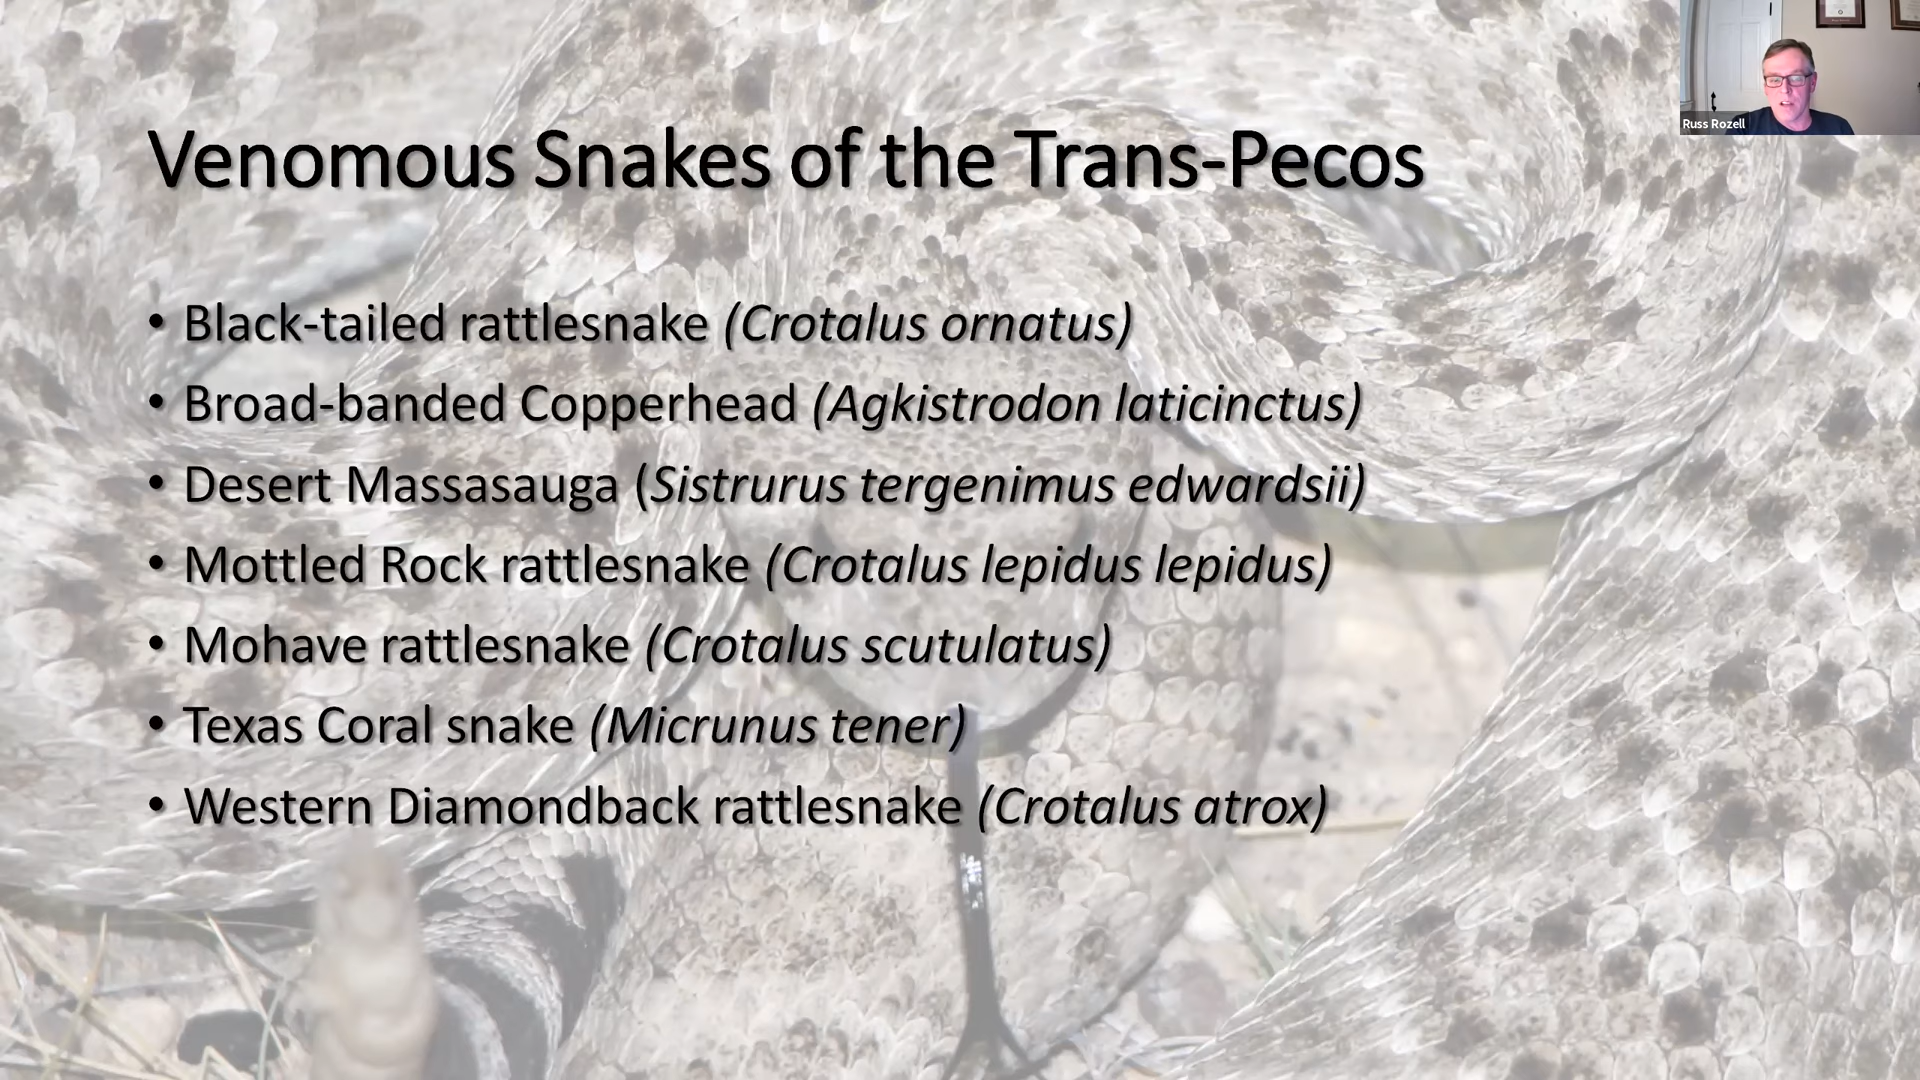 Russ Rozell
Venomous Snakes of the Trans-Pecos
• Black-tailed rattlesnake (Crotalus ornatus)
• Broad-banded Copperhead (Agkistrodon laticinctus)
• Desert Massasauga (Sistrurus tergenimus edwardsii)
• Mottled Rock rattlesnake (Crotalus lepidus lepidus)
• Mohave rattlesnake (Crotalus scutulatus)
• Texas Coral snake (Micrunus tener)
• Western Diamondback rattlesnake (Crotalus atrox)